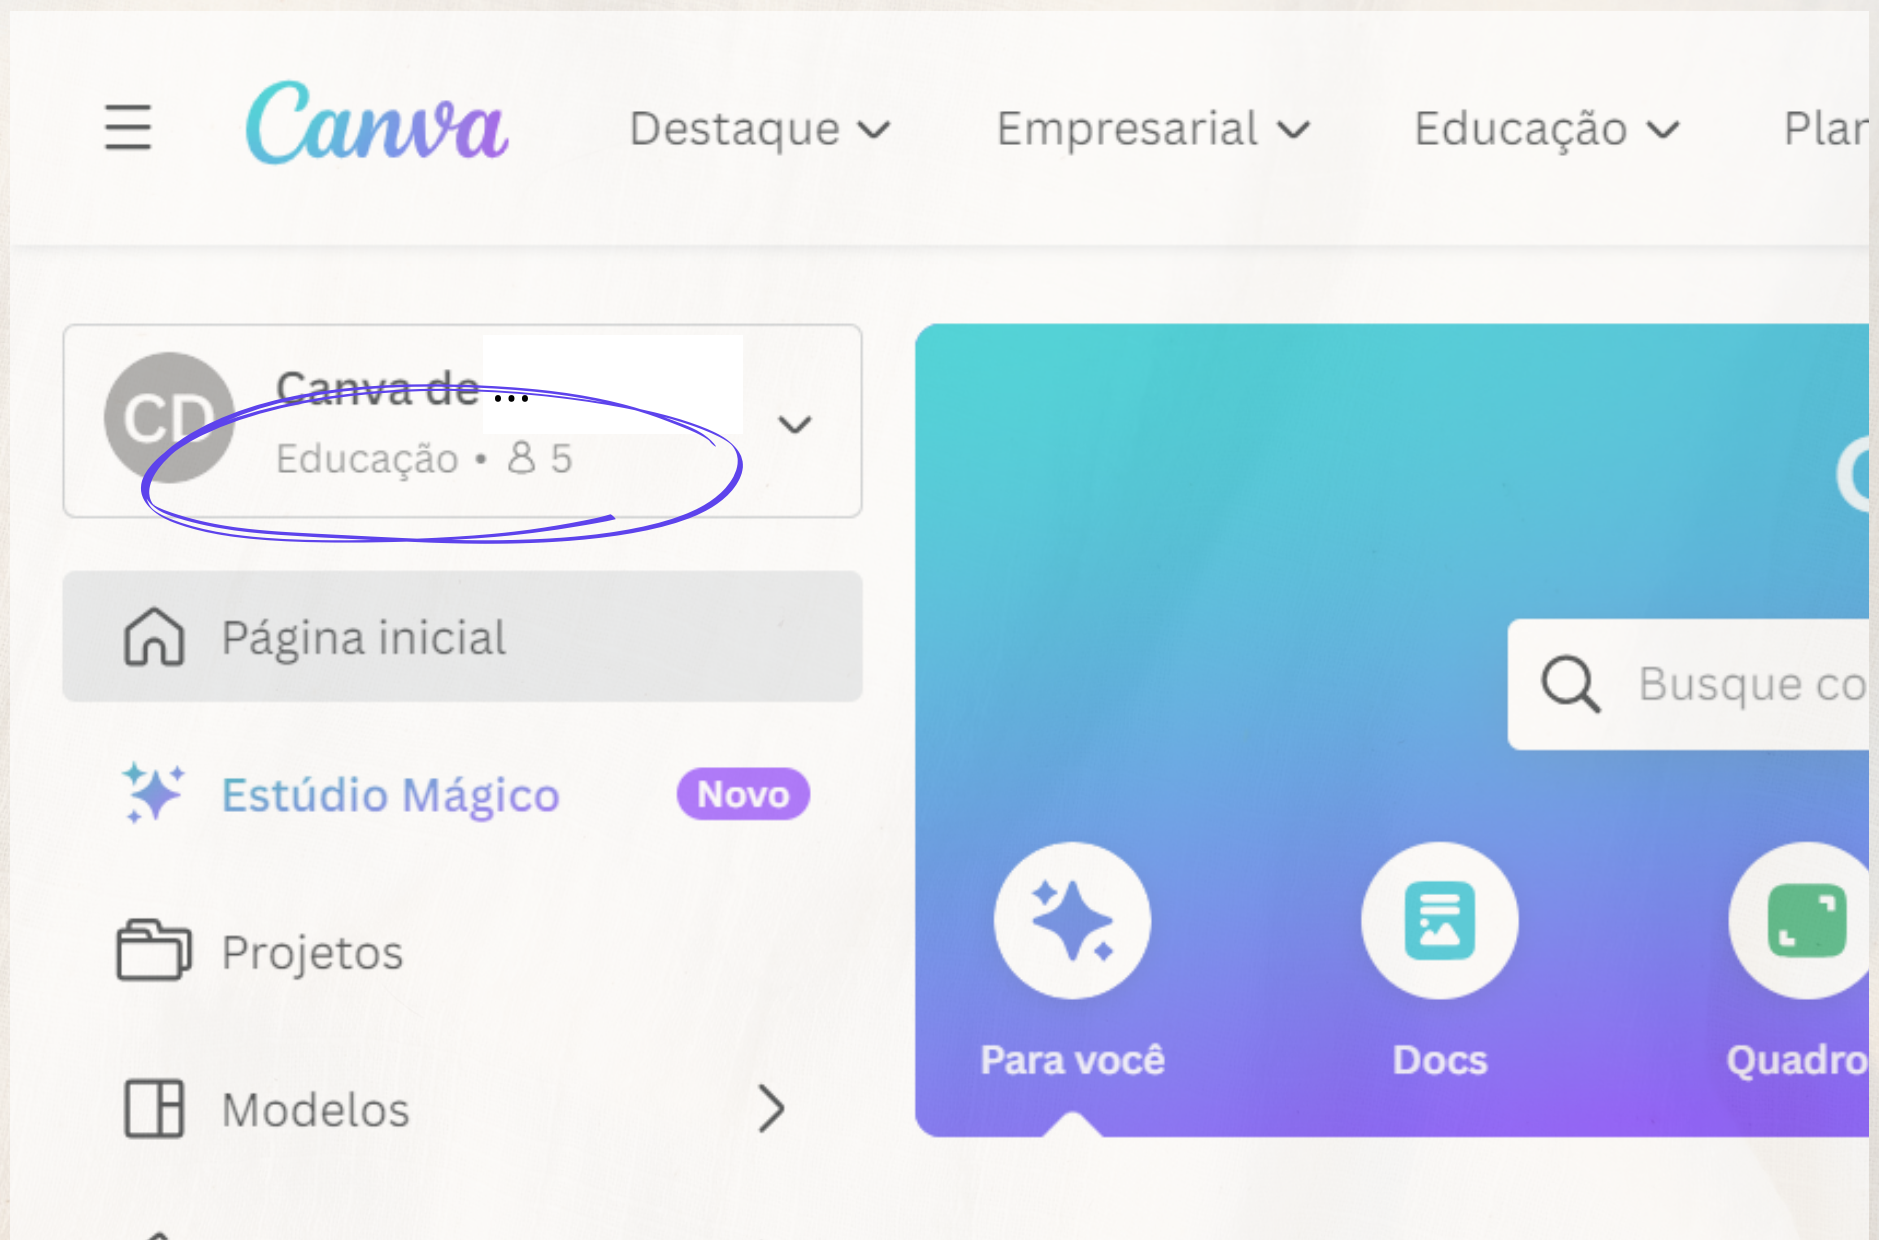 Canva Destaque Empresarial Educação Plan
CD
Canva de ...
Educação • 5
Página inicial
Estúdio Mágico Novo
Projetos
Modelos
Busque co
Para você Docs Quadro